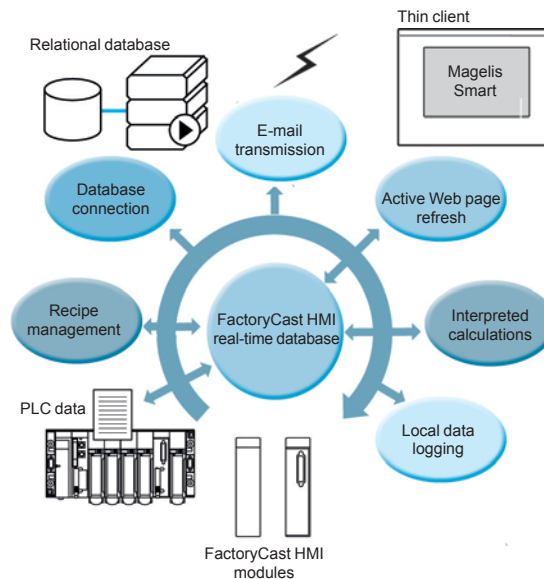 Relational database
Thin client
Magelis
Smart
E-mail
transmission
Database
connection
Active Web page
refresh
Recipe
management
FactoryCast HMI
real-time database
Interpreted
calculations
PLC data
Local data
logging
FactoryCast HMI
modules